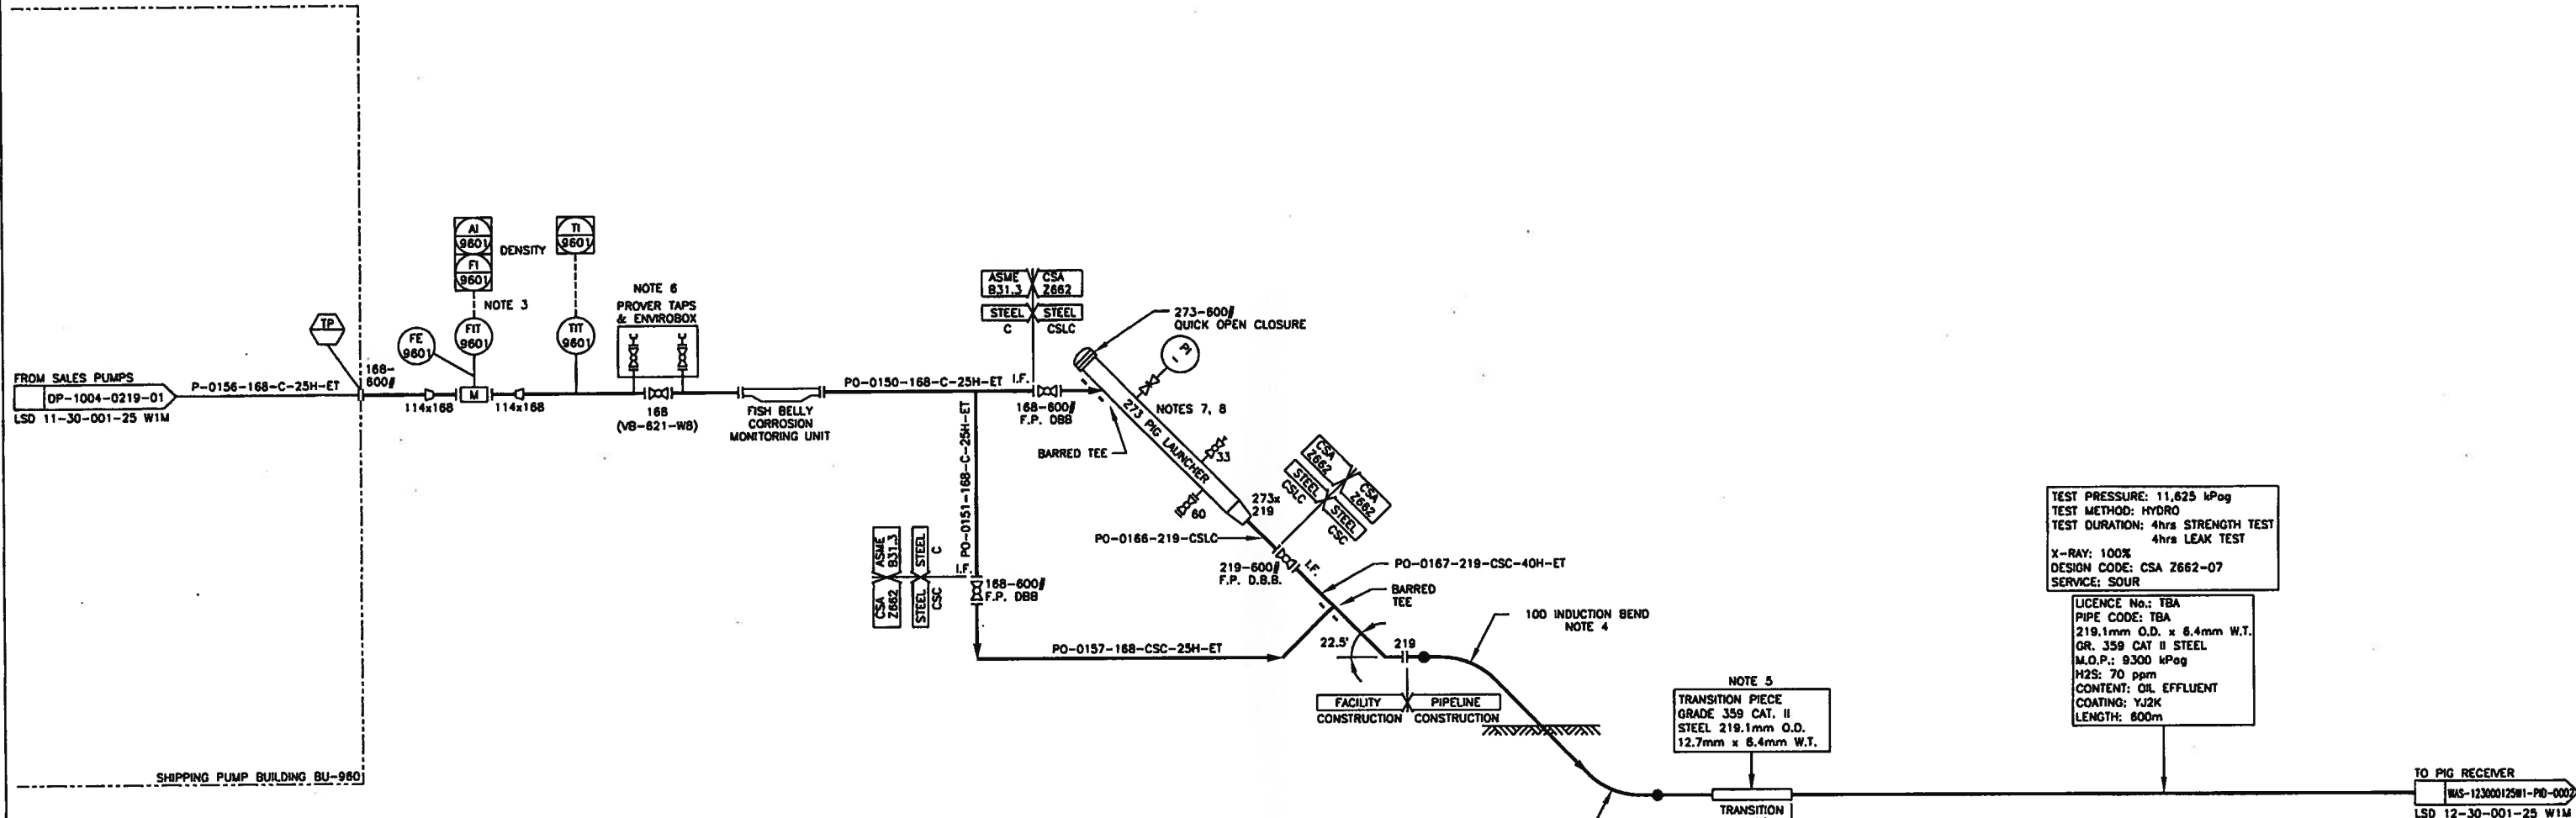 FROM SALES PUMPS
DP-1004-0219-01
LSD 11-30-001-25 W1M
P-0156-168-C-25H-ET
TP
168-
600#
SHIPPING PUMP BUILDING BU-960
114x168
FE
9601
M
AI
9601
FI
9601
DENSITY
NOTE 3
FIT
9601
114x168
TI
9601
TIT
9601
NOTE 6
PROVER TAPS
& ENVIROBOX
168
(VB-621-W8)
FISH BELLY
CORROSION
MONITORING UNIT
PO-0150-168-C-25H-ET
I.F.
ASME
B31.3
CSA
Z662
STEEL
STEEL
C
CSLC
168-600#
F.P. DBB
PO-0151-168-C-25H-ET
ASME
B31.3
CSA
Z662
STEEL
STEEL
C
CSC
I.F.
168-600#
F.P. DBB
PO-0157-168-CSC-25H-ET
273-600#
QUICK OPEN CLOSURE
PI
-
NOTES 7, 8
273 PIG LAUNCHER
BARRED TEE
33
60
273x
219
PO-0166-219-CSLC
CSA
Z662
CSA
Z662
STEEL
STEEL
CSLC
CSC
219-600#
F.P. D.B.B.
I.F.
PO-0167-219-CSC-40H-ET
BARRED
TEE
22.5'
219
FACILITY
PIPELINE
CONSTRUCTION
CONSTRUCTION
10D INDUCTION BEND
NOTE 4
NOTE 5
TRANSITION PIECE
GRADE 359 CAT. II
STEEL 219.1mm O.D.
12.7mm x 6.4mm W.T.
TRANSITION
TEST PRESSURE: 11,625 kPag
TEST METHOD: HYDRO
TEST DURATION: 4hrs STRENGTH TEST
4hrs LEAK TEST
X-RAY: 100%
DESIGN CODE: CSA Z662-07
SERVICE: SOUR
LICENCE No.: TBA
PIPE CODE: TBA
219.1mm O.D. x 6.4mm W.T.
GR. 359 CAT II STEEL
M.O.P.: 9300 kPag
H2S: 70 ppm
CONTENT: OIL EFFLUENT
COATING: YJ2K
LENGTH: 600m
TO PIG RECEIVER
WAS-123000125W1-PID-0002
LSD 12-30-001-25 W1M